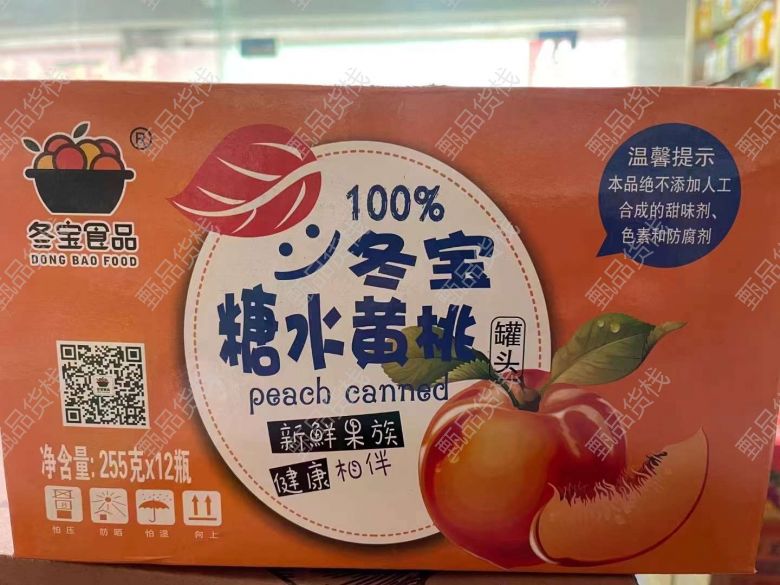 冬宝食品
DONG BAO FOOD
®
100%
冬宝
糖水黄桃
罐头
peach canned
新鲜果族
健康相伴
温馨提示
本品绝不添加人工
合成的甜味剂、
色素和防腐剂
净含量: 255克x12瓶
怕压 防晒 怕湿 向上
甄品货栈